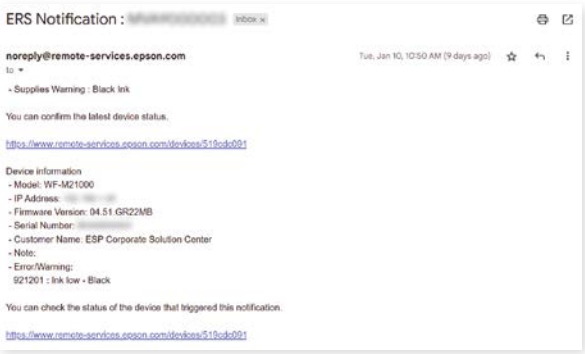 ERS Notification :
Inbox x
noreply@remote-services.epson.com
Tue, Jan 10, 10:50 AM (9 days ago)
to
- Supplies Warning : Black Ink
You can confirm the latest device status.
https://www.remote-services.epson.com/devices/519cdc091
Device information
- Model: WF-M21000
- IP Address:
- Firmware Version: 04.51.GR22MB
- Serial Number:
- Customer Name: ESP Corporate Solution Center
- Note:
- Error/Warning:
921201 : Ink low - Black
You can check the status of the device that triggered this notification.
https://www.remote-services.epson.com/devices/519cdc091